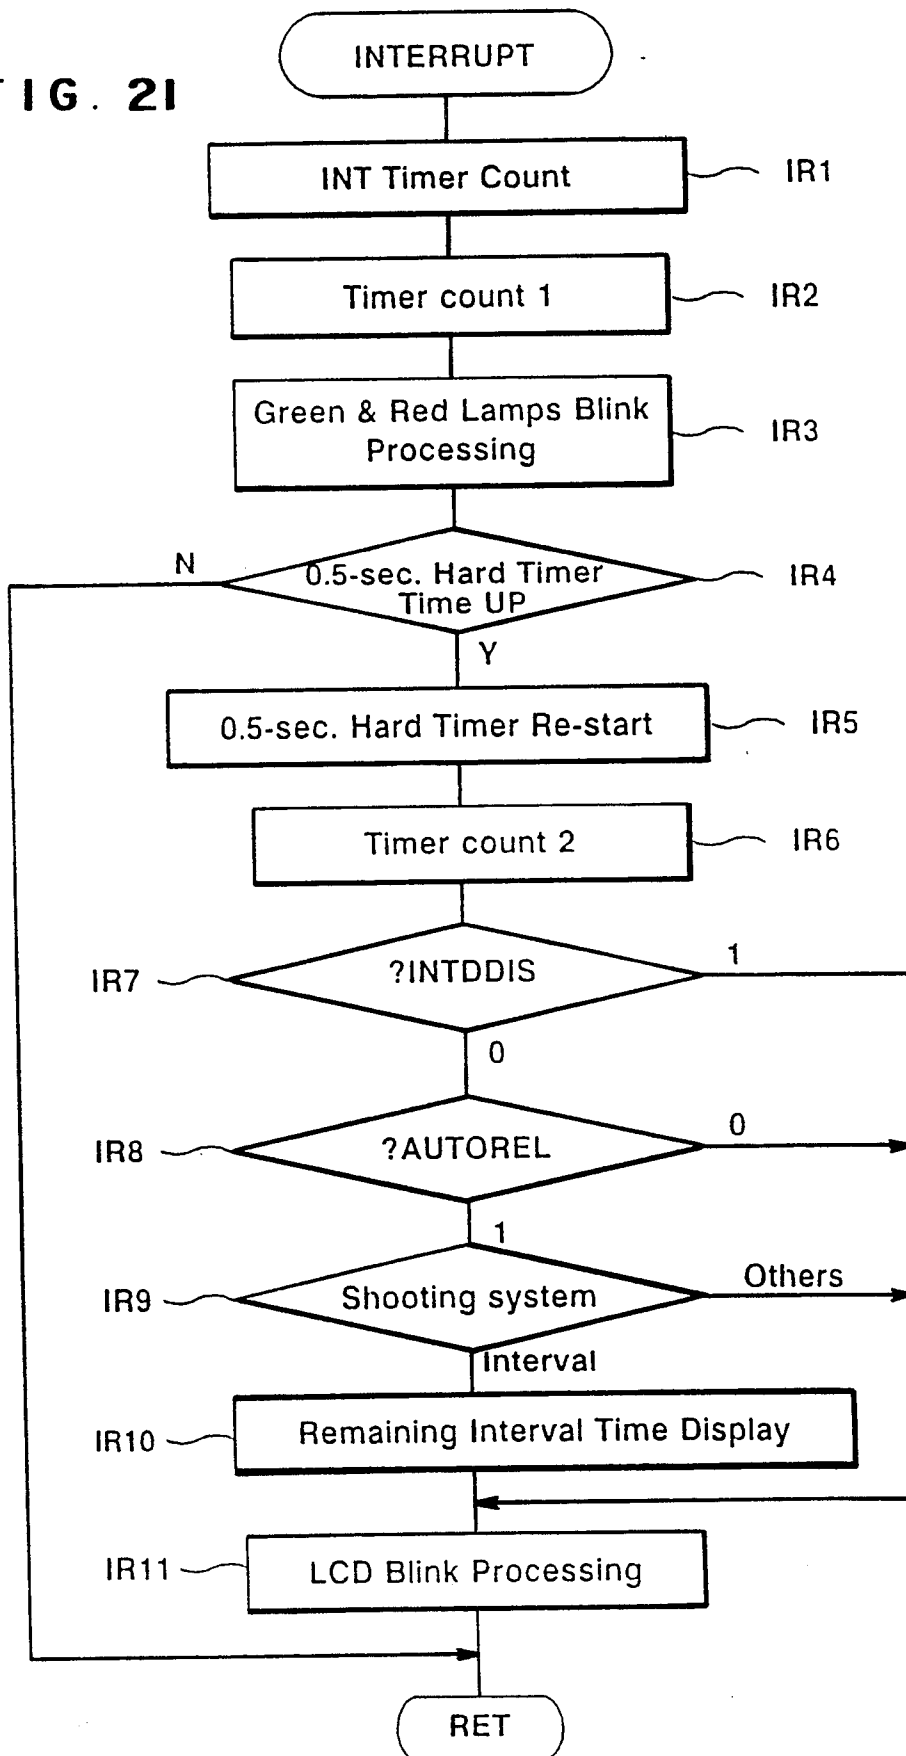 FIG. 21
INTERRUPT
INT Timer Count
IR1
Timer count 1
IR2
Green & Red Lamps Blink
Processing
IR3
N
0.5-sec. Hard Timer
Time UP
IR4
Y
0.5-sec. Hard Timer Re-start
IR5
Timer count 2
IR6
IR7
?INTDDIS
1
0
IR8
?AUTOREL
0
1
IR9
Shooting system
Others
Interval
IR10
Remaining Interval Time Display
IR11
LCD Blink Processing
RET